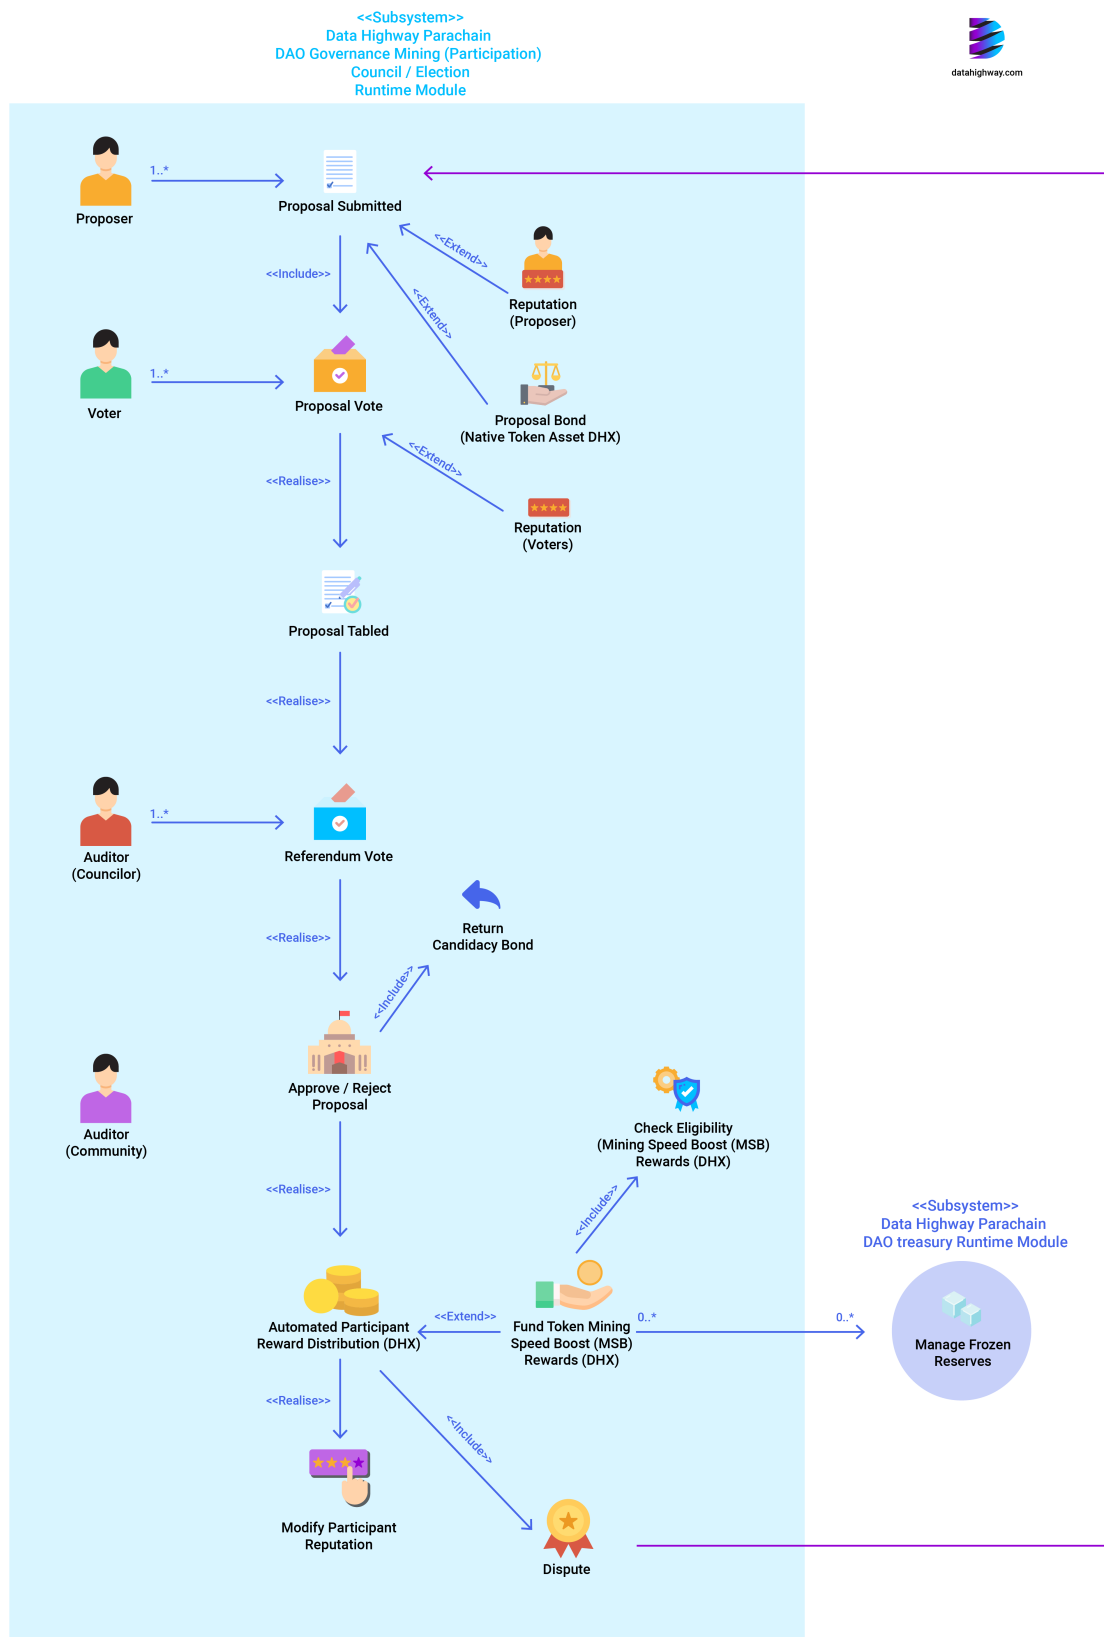 <<Subsystem>>
Data Highway Parachain
DAO Governance Mining (Participation)
Council / Election
Runtime Module
datahighway.com
1..*
Proposer
Proposal Submitted
<<Extend>>
<<Include>>
<<Extend>>
Reputation
(Proposer)
1..*
Voter
Proposal Vote
Proposal Bond
(Native Token Asset DHX)
<<Extend>>
<<Realise>>
Reputation
(Voters)
Proposal Tabled
<<Realise>>
1..*
Auditor
(Councilor)
Referendum Vote
Return
Candidacy Bond
<<Realise>>
<<Include>>
Approve / Reject
Proposal
Auditor
(Community)
Check Eligibility
(Mining Speed Boost (MSB)
Rewards (DHX)
<<Realise>>
<<Include>>
<<Subsystem>>
Data Highway Parachain
DAO treasury Runtime Module
Automated Participant
Reward Distribution (DHX)
<<Extend>>
Fund Token Mining
Speed Boost (MSB)
Rewards (DHX)
0..*
0..*
Manage Frozen
Reserves
<<Realise>>
<<Include>>
Modify Participant
Reputation
Dispute